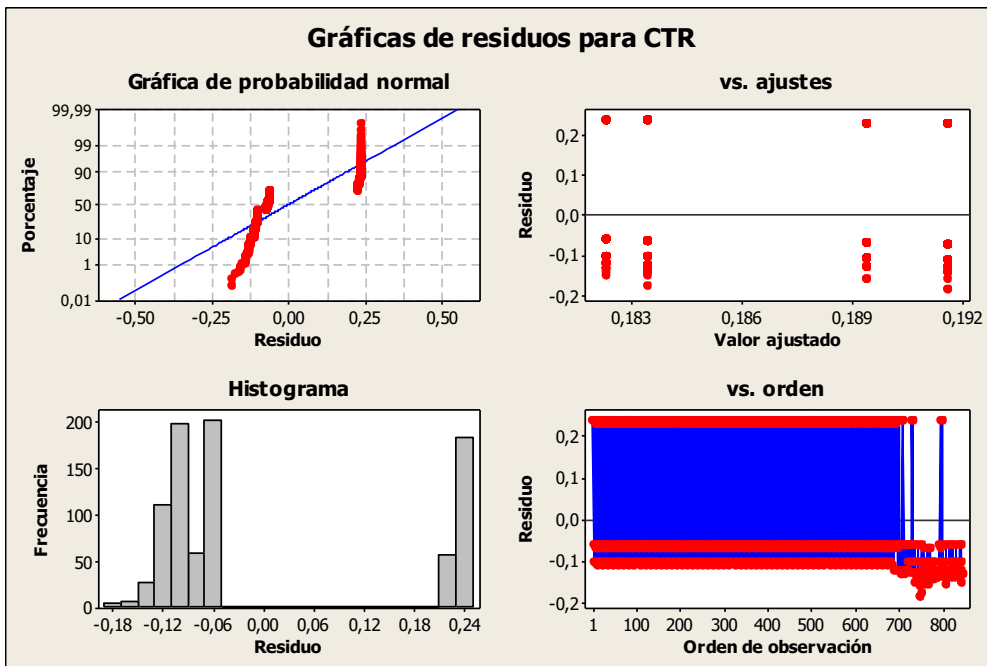 Gráficas de residuos para CTR
Gráfica de probabilidad normal
99,99
99
90
50
10
1
0,01
Porcentaje
-0,50 -0,25 0,00 0,25 0,50
Residuo
vs. ajustes
0,2
0,1
0,0
-0,1
-0,2
Residuo
0,183 0,186 0,189 0,192
Valor ajustado
Histograma
200
150
100
50
0
Frecuencia
-0,18 -0,12 -0,06 0,00 0,06 0,12 0,18 0,24
Residuo
vs. orden
0,2
0,1
0,0
-0,1
-0,2
Residuo
1 100 200 300 400 500 600 700 800
Orden de observación